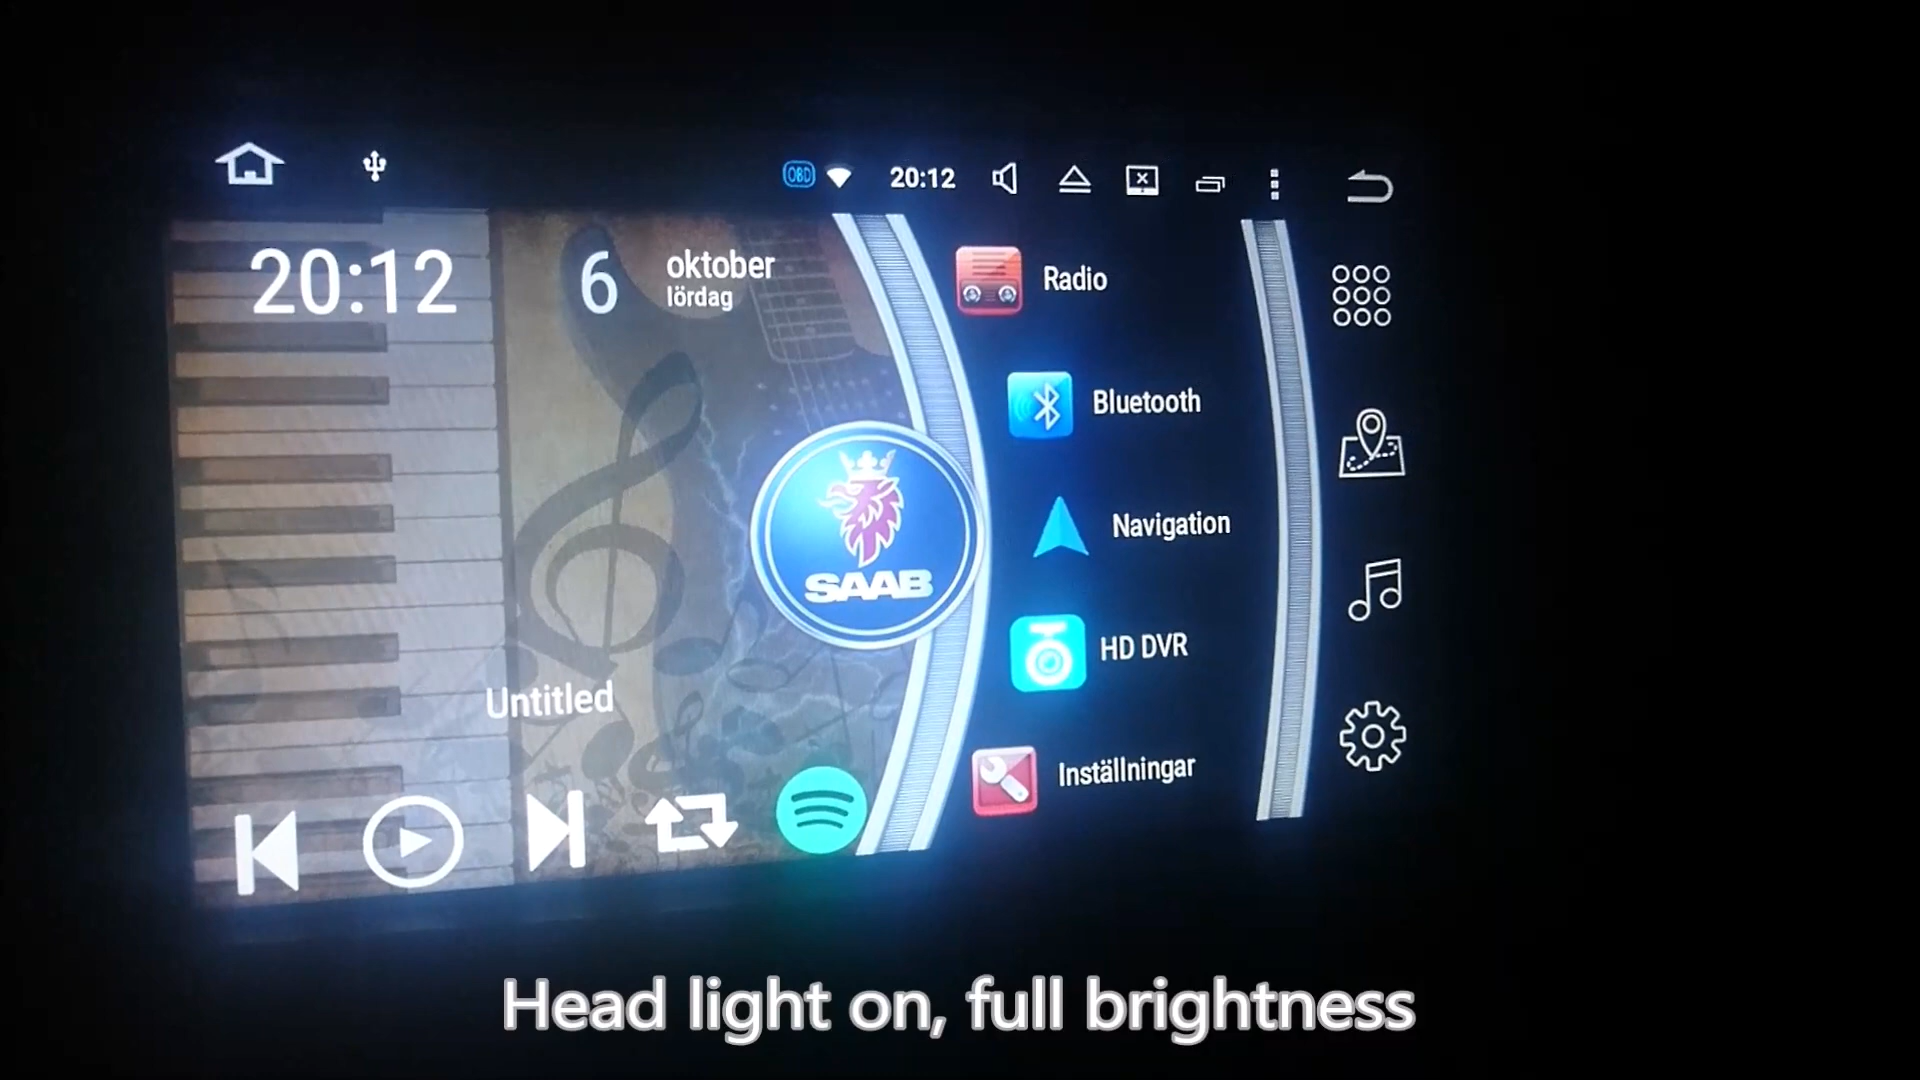 OBD
20:12
20:12
6
oktober
lördag
Radio
Bluetooth
SAAB
Navigation
HD DVR
Untitled
Inställningar
Head light on, full brightness